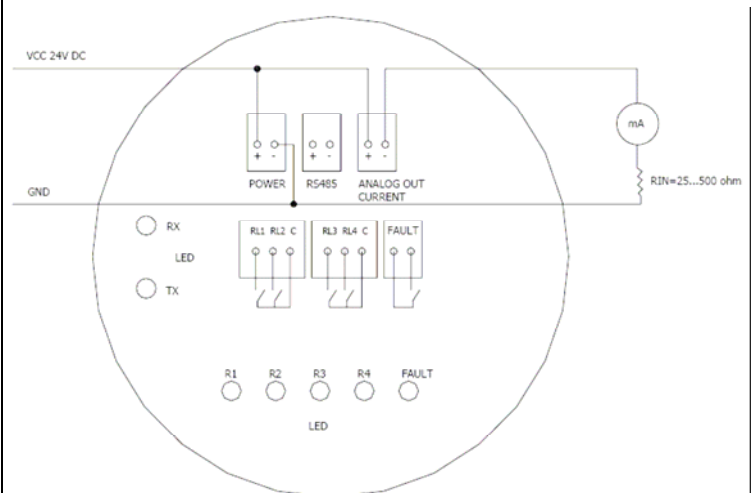 VCC 24V DC
mA
+ -
+ -
+ -
POWER
RS485
ANALOG OUT
CURRENT
RIN=25...500 ohm
GND
RX
LED
TX
RL1 RL2 C
RL3 RL4 C
FAULT
R1 R2 R3 R4 FAULT
LED